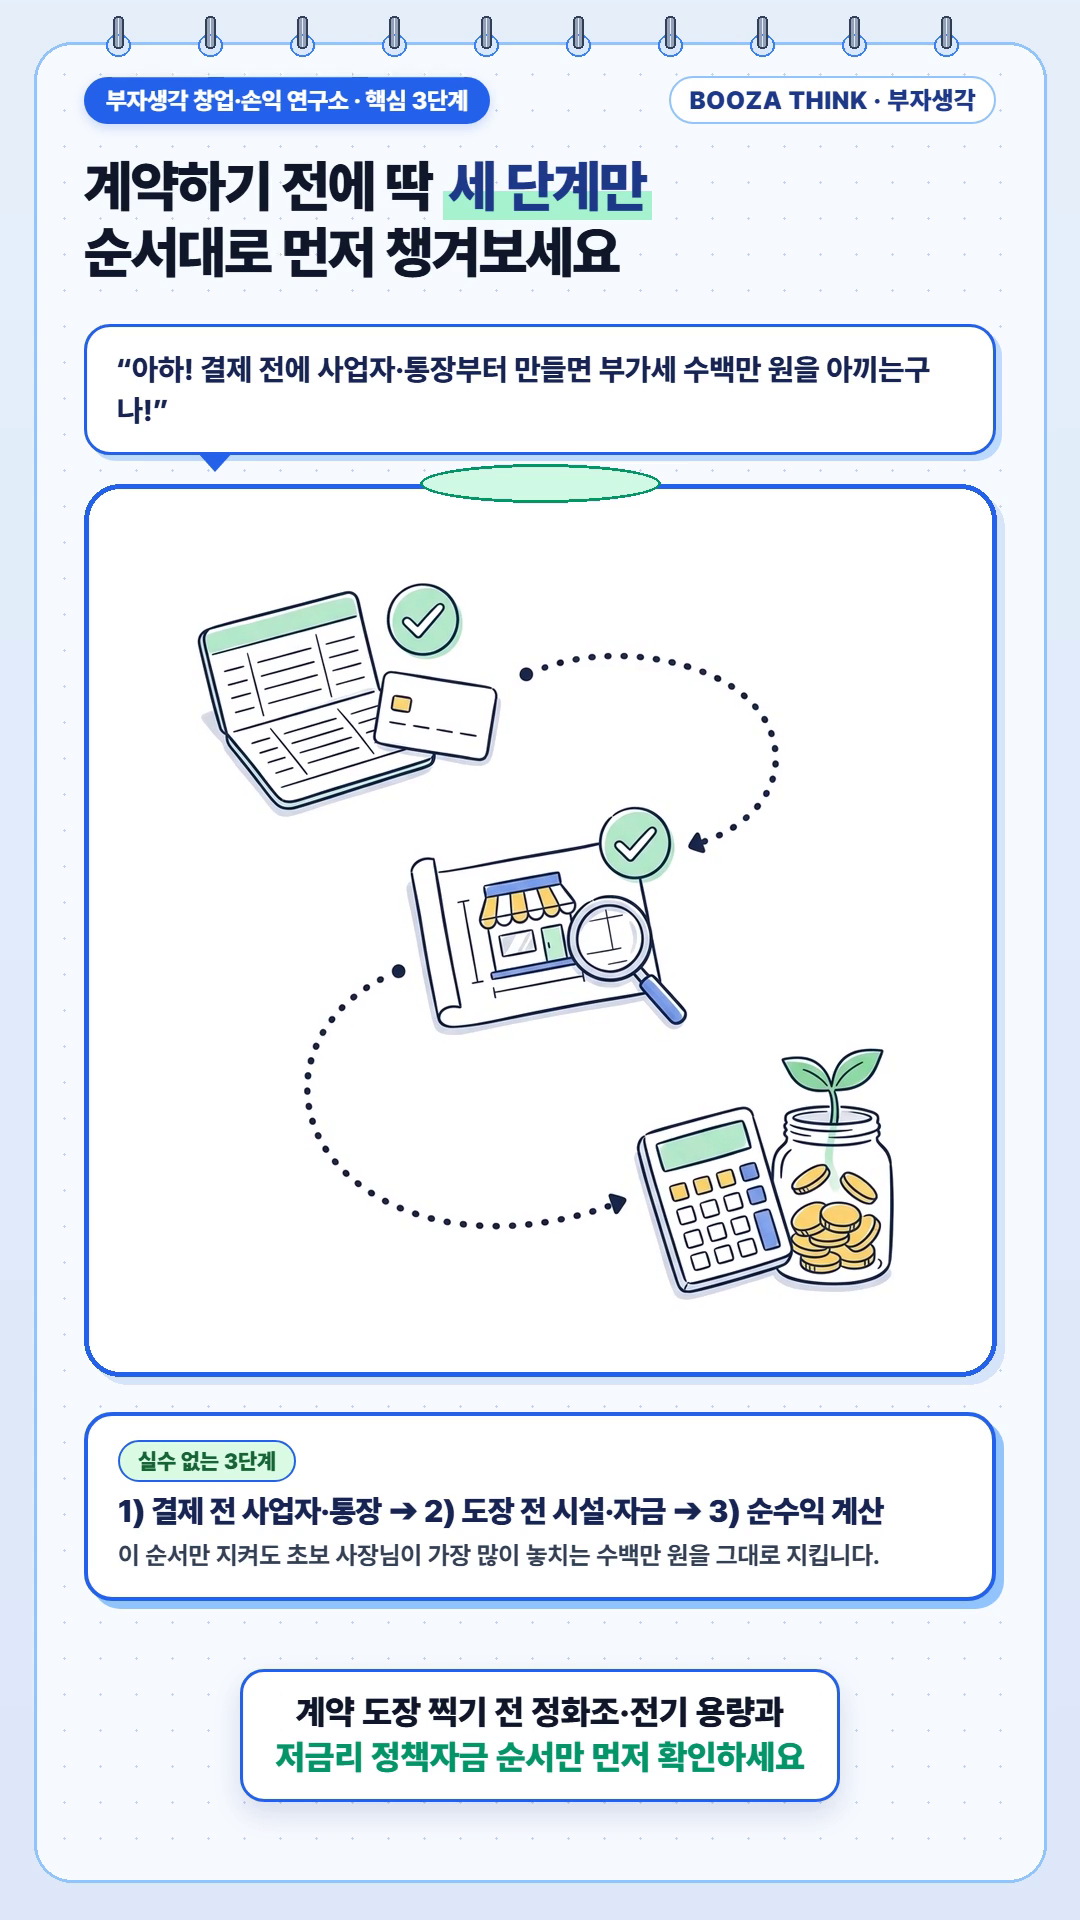 부자생각 창업·손익 연구소 · 핵심 3단계
BOOZA THINK · 부자생각
계약하기 전에 딱 세 단계만
순서대로 먼저 챙겨보세요
“아하! 결제 전에 사업자·통장부터 만들면 부가세 수백만 원을 아끼는구
나!”
실수 없는 3단계
1) 결제 전 사업자·통장 ➔ 2) 도장 전 시설·자금 ➔ 3) 순수익 계산
이 순서만 지켜도 초보 사장님이 가장 많이 놓치는 수백만 원을 그대로 지킵니다.
계약 도장 찍기 전 정화조·전기 용량과
저금리 정책자금 순서만 먼저 확인하세요